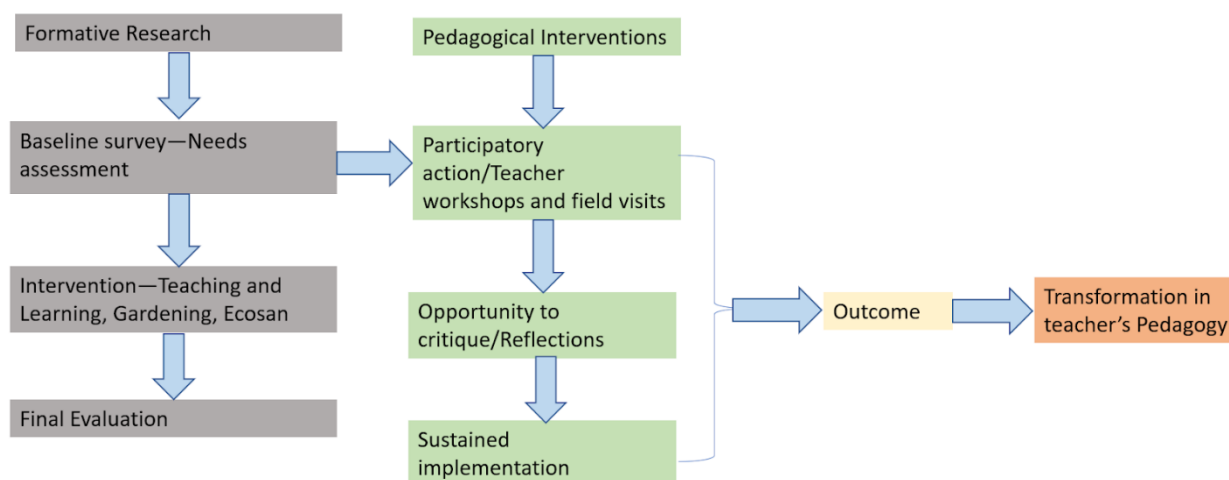 Formative Research
Baseline survey—Needs
assessment
Intervention—Teaching and
Learning, Gardening, Ecosan
Final Evaluation
Pedagogical Interventions
Participatory
action/Teacher
workshops and field visits
Opportunity to
critique/Reflections
Sustained
implementation
Outcome
Transformation in
teacher's Pedagogy